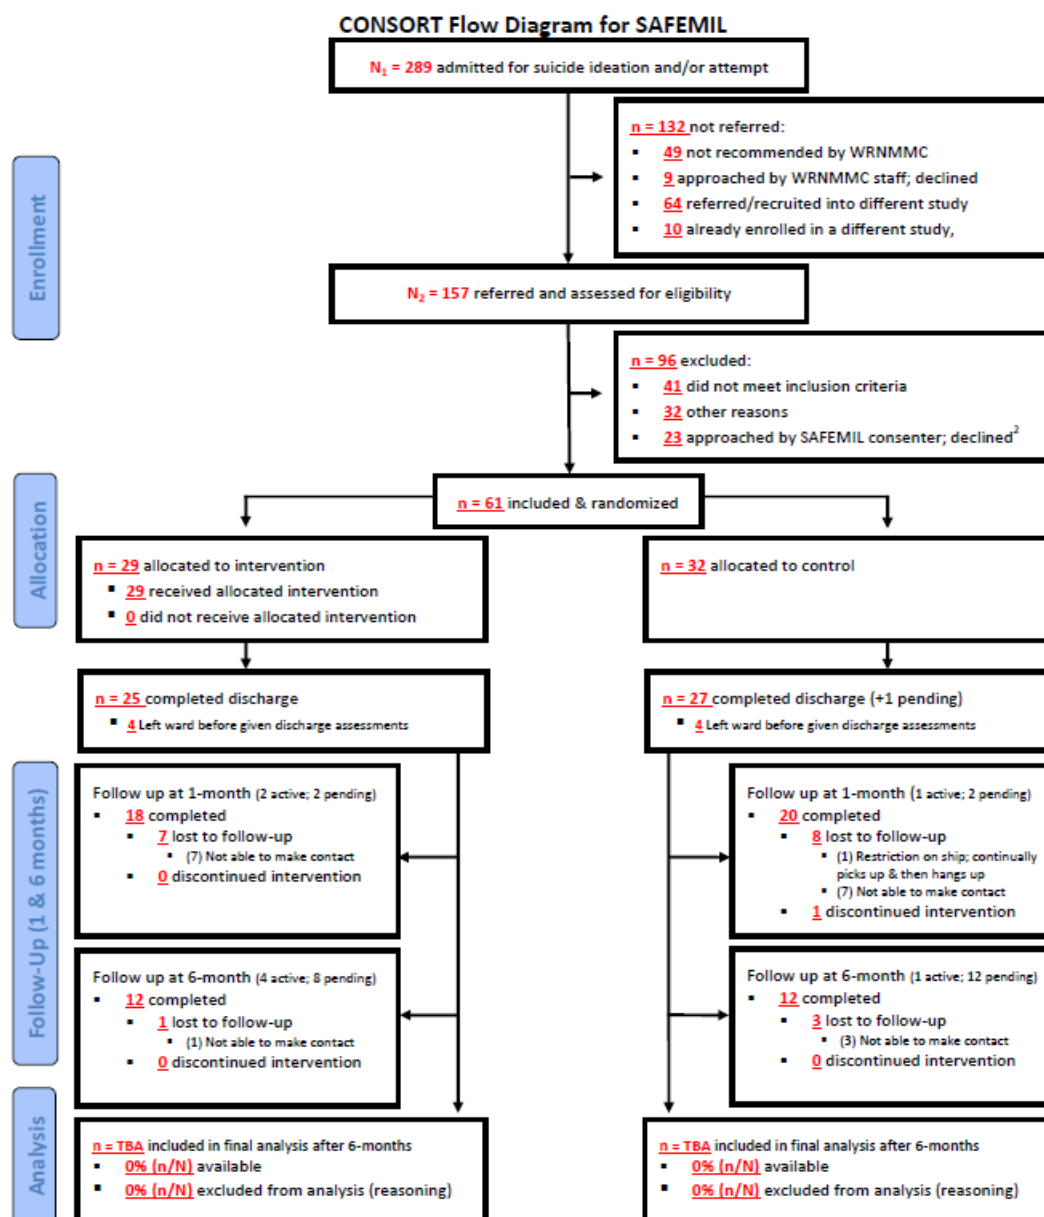 CONSORT Flow Diagram for SAFEMIL
N1 = 289 admitted for suicide ideation and/or attempt
Enrollment
n = 132 not referred:
▪ 49 not recommended by WRNMMC
▪ 9 approached by WRNMMC staff; declined
▪ 64 referred/recruited into different study
▪ 10 already enrolled in a different study,
N2 = 157 referred and assessed for eligibility
n = 96 excluded:
▪ 41 did not meet inclusion criteria
▪ 32 other reasons
▪ 23 approached by SAFEMIL consenter; declined2
Allocation
n = 61 included & randomized
n = 29 allocated to intervention
▪ 29 received allocated intervention
▪ 0 did not receive allocated intervention
n = 32 allocated to control
n = 25 completed discharge
▪ 4 Left ward before given discharge assessments
n = 27 completed discharge (+1 pending)
▪ 4 Left ward before given discharge assessments
Follow-Up (1 & 6 months)
Follow up at 1-month (2 active; 2 pending)
▪ 18 completed
▪ 7 lost to follow-up
▪ (7) Not able to make contact
▪ 0 discontinued intervention
Follow up at 1-month (1 active; 2 pending)
▪ 20 completed
▪ 8 lost to follow-up
▪ (1) Restriction on ship; continually
picks up & then hangs up
▪ (7) Not able to make contact
▪ 1 discontinued intervention
Follow up at 6-month (4 active; 8 pending)
▪ 12 completed
▪ 1 lost to follow-up
▪ (1) Not able to make contact
▪ 0 discontinued intervention
Follow up at 6-month (1 active; 12 pending)
▪ 12 completed
▪ 3 lost to follow-up
▪ (3) Not able to make contact
▪ 0 discontinued intervention
Analysis
n = TBA included in final analysis after 6-months
▪ 0% (n/N) available
▪ 0% (n/N) excluded from analysis (reasoning)
n = TBA included in final analysis after 6-months
▪ 0% (n/N) available
▪ 0% (n/N) excluded from analysis (reasoning)